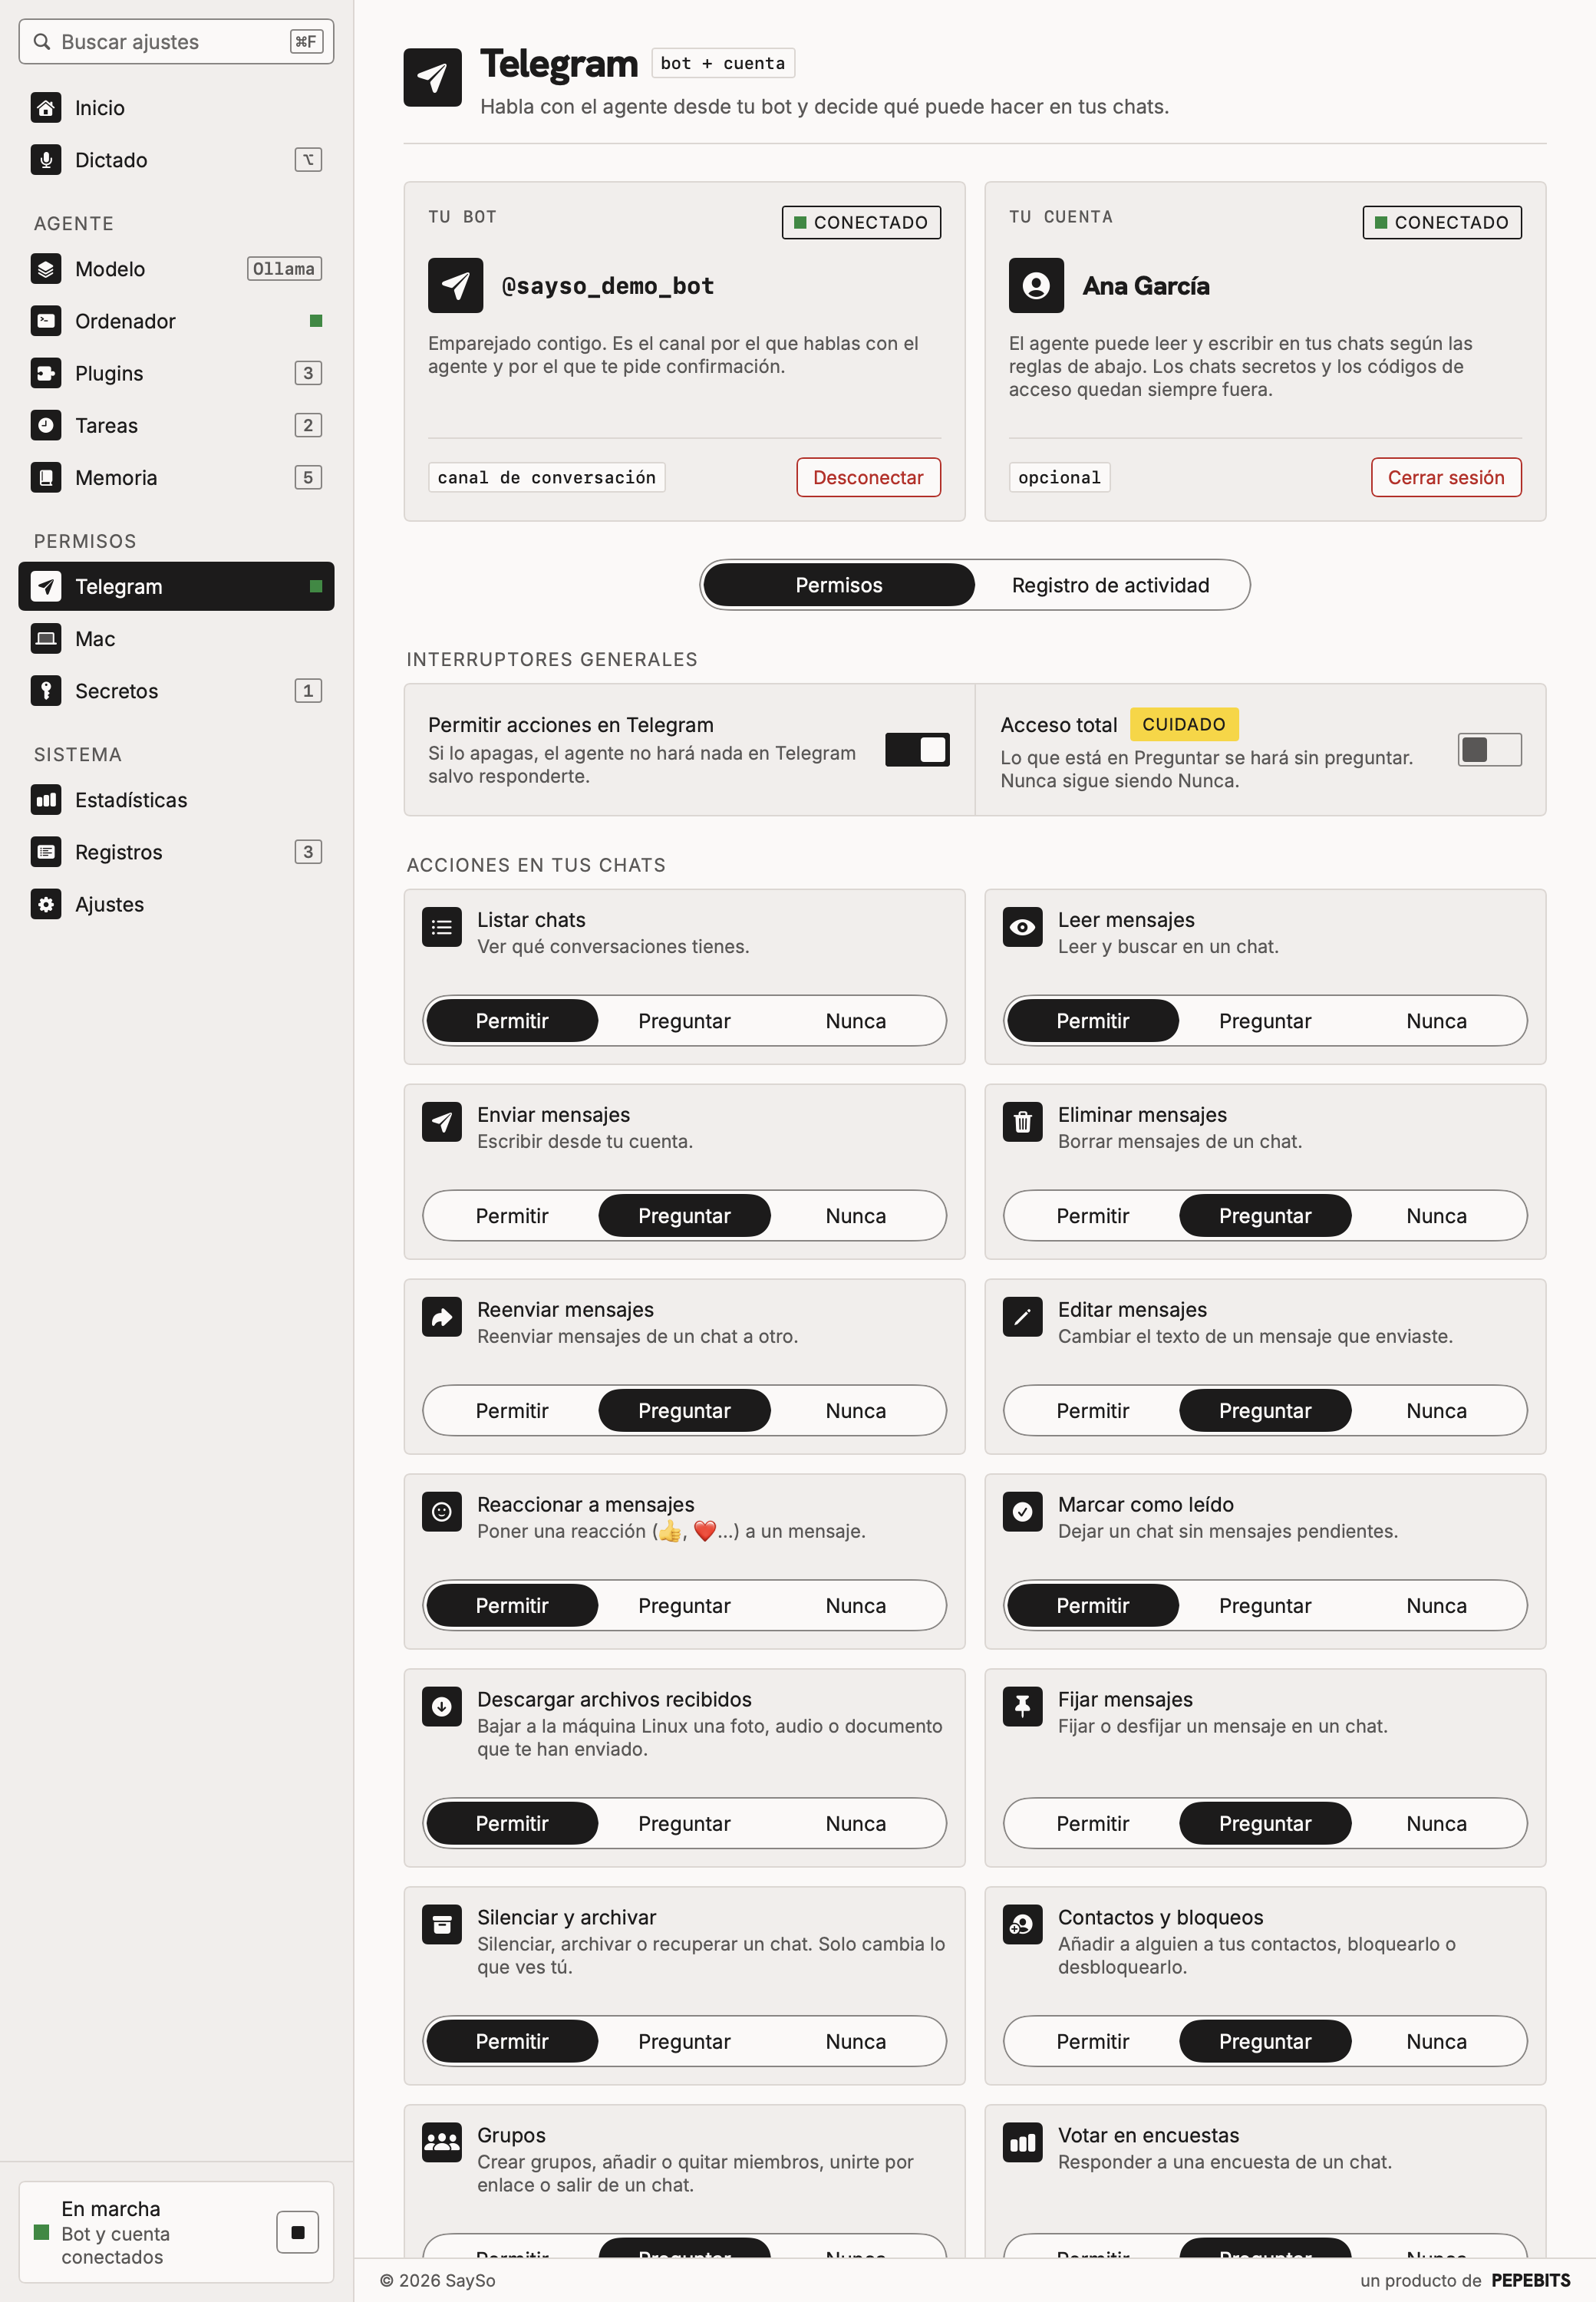 Buscar ajustes ⌘F
Inicio
Dictado ⌥
AGENTE
Modelo Ollama
Ordenador
Plugins 3
Tareas 2
Memoria 5
PERMISOS
Telegram
Mac
Secretos 1
SISTEMA
Estadísticas
Registros 3
Ajustes
En marcha
Bot y cuenta
conectados
Telegram bot + cuenta
Habla con el agente desde tu bot y decide qué puede hacer en tus chats.
TU BOT CONECTADO
@sayso_demo_bot
Emparejado contigo. Es el canal por el que hablas con el
agente y por el que te pide confirmación.
canal de conversación Desconectar
TU CUENTA CONECTADO
Ana García
El agente puede leer y escribir en tus chats según las
reglas de abajo. Los chats secretos y los códigos de
acceso quedan siempre fuera.
opcional Cerrar sesión
Permisos Registro de actividad
INTERRUPTORES GENERALES
Permitir acciones en Telegram
Si lo apagas, el agente no hará nada en Telegram
salvo responderte.
Acceso total CUIDADO
Lo que está en Preguntar se hará sin preguntar.
Nunca sigue siendo Nunca.
ACCIONES EN TUS CHATS
Listar chats
Ver qué conversaciones tienes.
Permitir Preguntar Nunca
Leer mensajes
Leer y buscar en un chat.
Permitir Preguntar Nunca
Enviar mensajes
Escribir desde tu cuenta.
Permitir Preguntar Nunca
Eliminar mensajes
Borrar mensajes de un chat.
Permitir Preguntar Nunca
Reenviar mensajes
Reenviar mensajes de un chat a otro.
Permitir Preguntar Nunca
Editar mensajes
Cambiar el texto de un mensaje que enviaste.
Permitir Preguntar Nunca
Reaccionar a mensajes
Poner una reacción (👍, ❤️...) a un mensaje.
Permitir Preguntar Nunca
Marcar como leído
Dejar un chat sin mensajes pendientes.
Permitir Preguntar Nunca
Descargar archivos recibidos
Bajar a la máquina Linux una foto, audio o documento
que te han enviado.
Permitir Preguntar Nunca
Fijar mensajes
Fijar o desfijar un mensaje en un chat.
Permitir Preguntar Nunca
Silenciar y archivar
Silenciar, archivar o recuperar un chat. Solo cambia lo
que ves tú.
Permitir Preguntar Nunca
Contactos y bloqueos
Añadir a alguien a tus contactos, bloquearlo o
desbloquearlo.
Permitir Preguntar Nunca
Grupos
Crear grupos, añadir o quitar miembros, unirte por
enlace o salir de un chat.
Permitir Preguntar Nunca
Votar en encuestas
Responder a una encuesta de un chat.
Permitir Preguntar Nunca
© 2026 SaySo
un producto de PEPEBITS